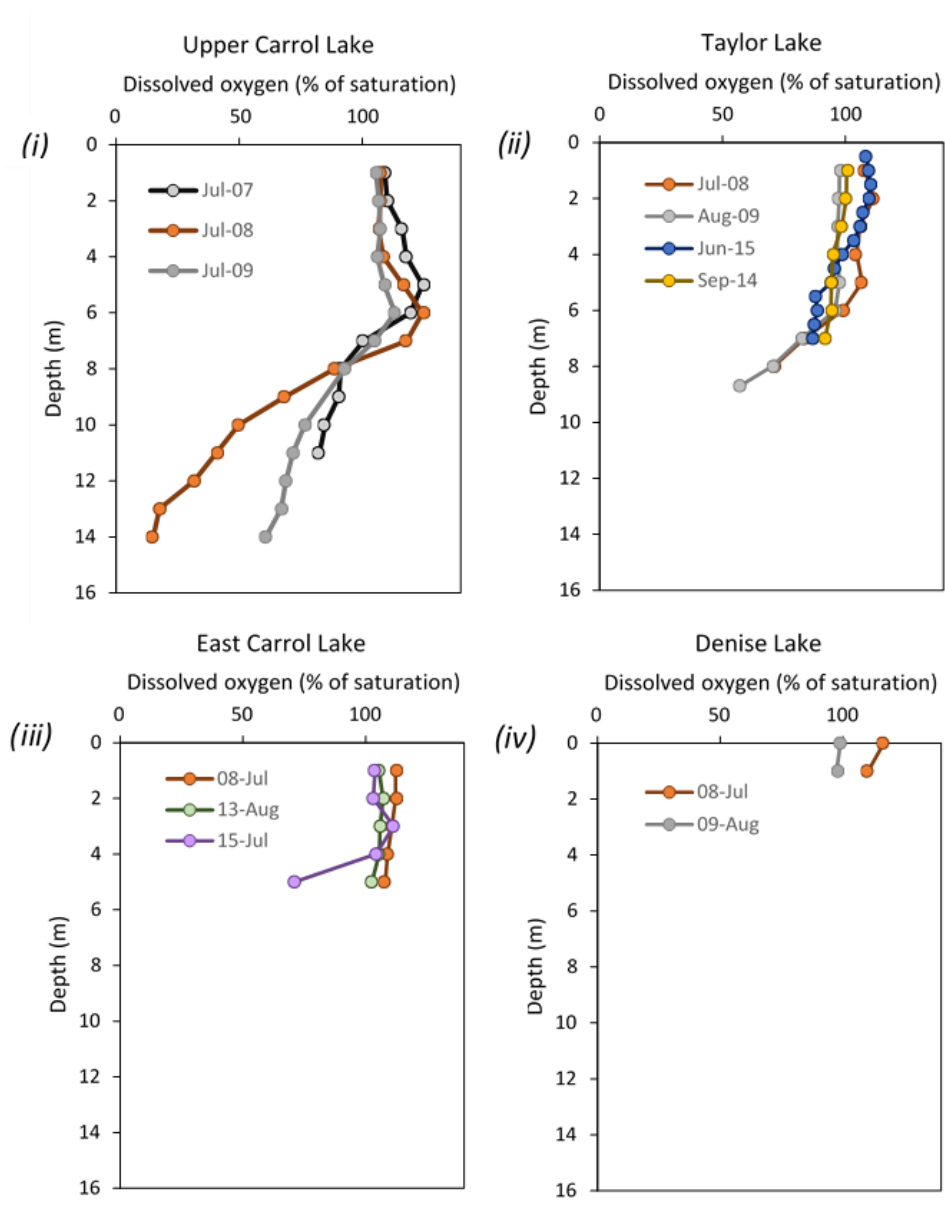 Upper Carrol Lake
Dissolved oxygen (% of saturation)
0 50 100
(i)
0
2
4
6
8
10
12
14
16
Depth (m)
Jul-07
Jul-08
Jul-09
Taylor Lake
Dissolved oxygen (% of saturation)
0 50 100
(ii)
0
2
4
6
8
10
12
14
16
Depth (m)
Jul-08
Aug-09
Jun-15
Sep-14
East Carrol Lake
Dissolved oxygen (% of saturation)
0 50 100
(iii)
0
2
4
6
8
10
12
14
16
Depth (m)
08-Jul
13-Aug
15-Jul
Denise Lake
Dissolved oxygen (% of saturation)
0 50 100
(iv)
0
2
4
6
8
10
12
14
16
Depth (m)
08-Jul
09-Aug